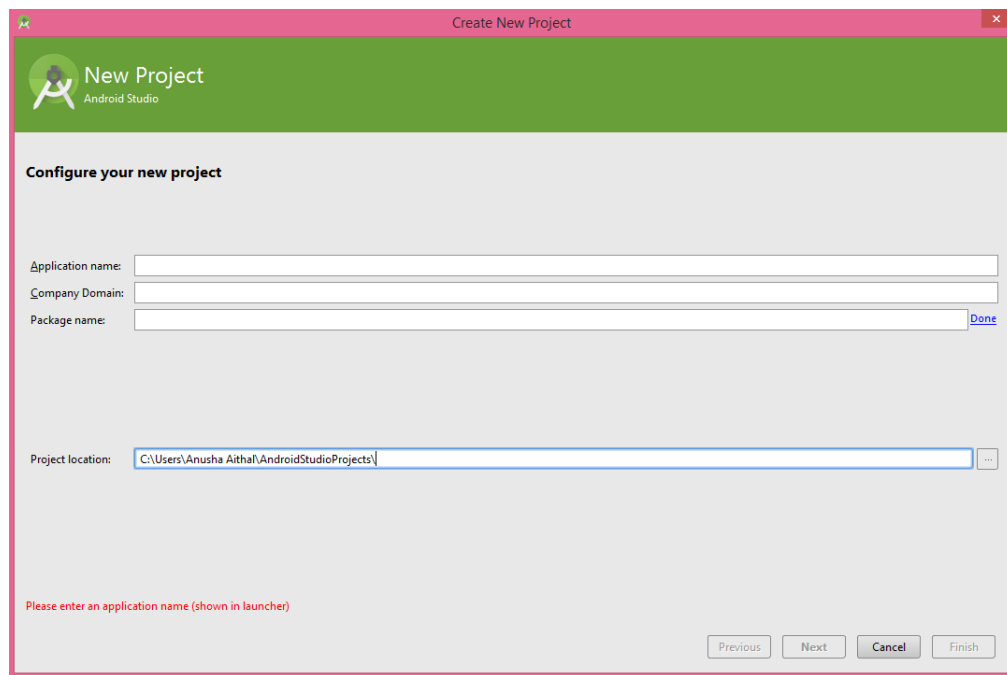 Create New Project
New Project
Android Studio
Configure your new project
Application name:
Company Domain:
Package name:
Done
Project location:
C:\Users\Anusha Aithal\AndroidStudioProjects\
...
Please enter an application name (shown in launcher)
Previous
Next
Cancel
Finish